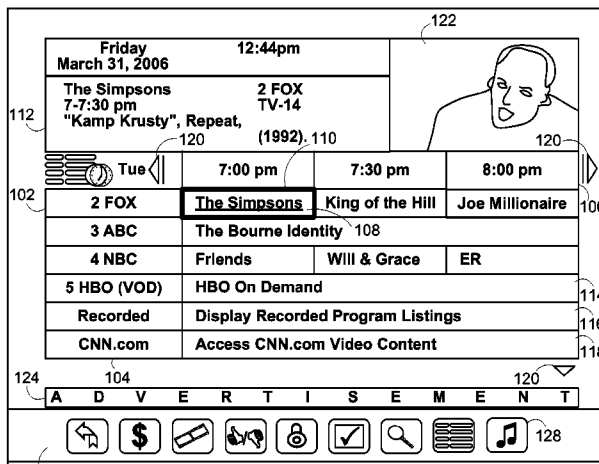 122
Friday 12:44pm
March 31, 2006
The Simpsons 2 FOX
7-7:30 pm TV-14
"Kamp Krusty", Repeat,
(1992).
112
110
120
120
Tue 7:00 pm 7:30 pm 8:00 pm
102
106
2 FOX The Simpsons King of the Hill Joe Millionaire
108
3 ABC The Bourne Identity
4 NBC Friends Will & Grace ER
5 HBO (VOD) HBO On Demand
114
Recorded Display Recorded Program Listings
116
CNN.com Access CNN.com Video Content
118
104
120
124
A D V E R T I S E M E N T
$
128